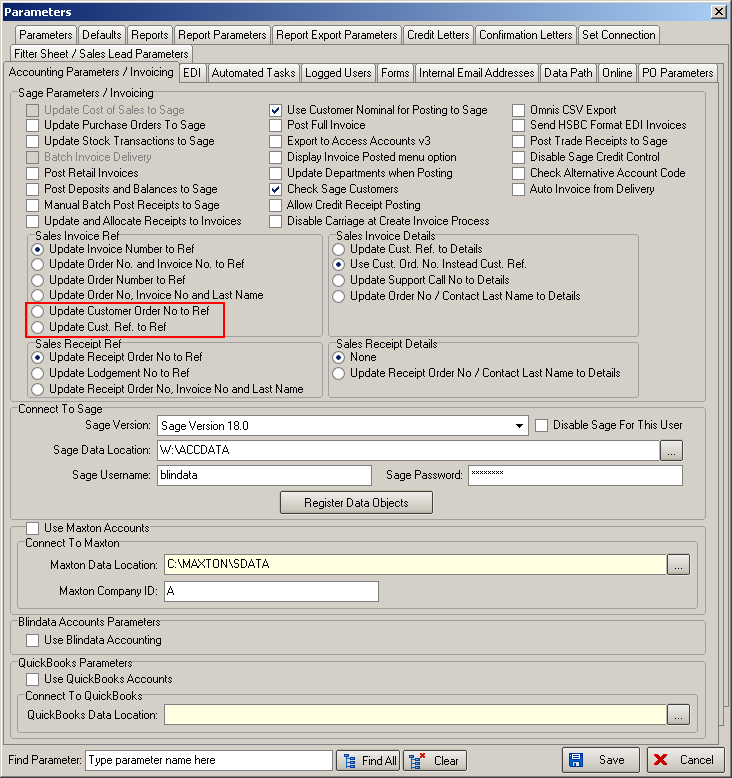 Parameters
Parameters Defaults Reports Report Parameters Report Export Parameters Credit Letters Confirmation Letters Set Connection
Fitter Sheet / Sales Lead Parameters
Accounting Parameters / Invoicing EDI Automated Tasks Logged Users Forms Internal Email Addresses Data Path Online PO Parameters
Sage Parameters / Invoicing
Update Cost of Sales to Sage Use Customer Nominal for Posting to Sage Omnis CSV Export
Update Purchase Orders To Sage Post Full Invoice Send HSBC Format EDI Invoices
Update Stock Transactions to Sage Export to Access Accounts v3 Post Trade Receipts to Sage
Batch Invoice Delivery Display Invoice Posted menu option Disable Sage Credit Control
Post Retail Invoices Update Departments when Posting Check Alternative Account Code
Post Deposits and Balances to Sage Check Sage Customers Auto Invoice from Delivery
Manual Batch Post Receipts to Sage Allow Credit Receipt Posting
Update and Allocate Receipts to Invoices Disable Carriage at Create Invoice Process
Sales Invoice Ref
Update Invoice Number to Ref
Update Order No. and Invoice No. to Ref
Update Order Number to Ref
Update Order No, Invoice No and Last Name
Update Customer Order No to Ref
Update Cust. Ref. to Ref
Sales Invoice Details
Update Cust. Ref. to Details
Use Cust. Ord. No. Instead Cust. Ref.
Update Support Call No to Details
Update Order No / Contact Last Name to Details
Sales Receipt Ref
Update Receipt Order No to Ref
Update Lodgement No to Ref
Update Receipt Order No, Invoice No and Last Name
Sales Receipt Details
None
Update Receipt Order No / Contact Last Name to Details
Connect To Sage
Sage Version: Sage Version 18.0 Disable Sage For This User
Sage Data Location: W:\ACCDATA ...
Sage Username: blindata Sage Password: ********
Register Data Objects
Use Maxton Accounts
Connect To Maxton
Maxton Data Location: C:\MAXTON\SDATA ...
Maxton Company ID: A
Blindata Accounts Parameters
Use Blindata Accounting
QuickBooks Parameters
Use QuickBooks Accounts
Connect To QuickBooks
QuickBooks Data Location: ...
Find Parameter: Type parameter name here Find All Clear Save Cancel